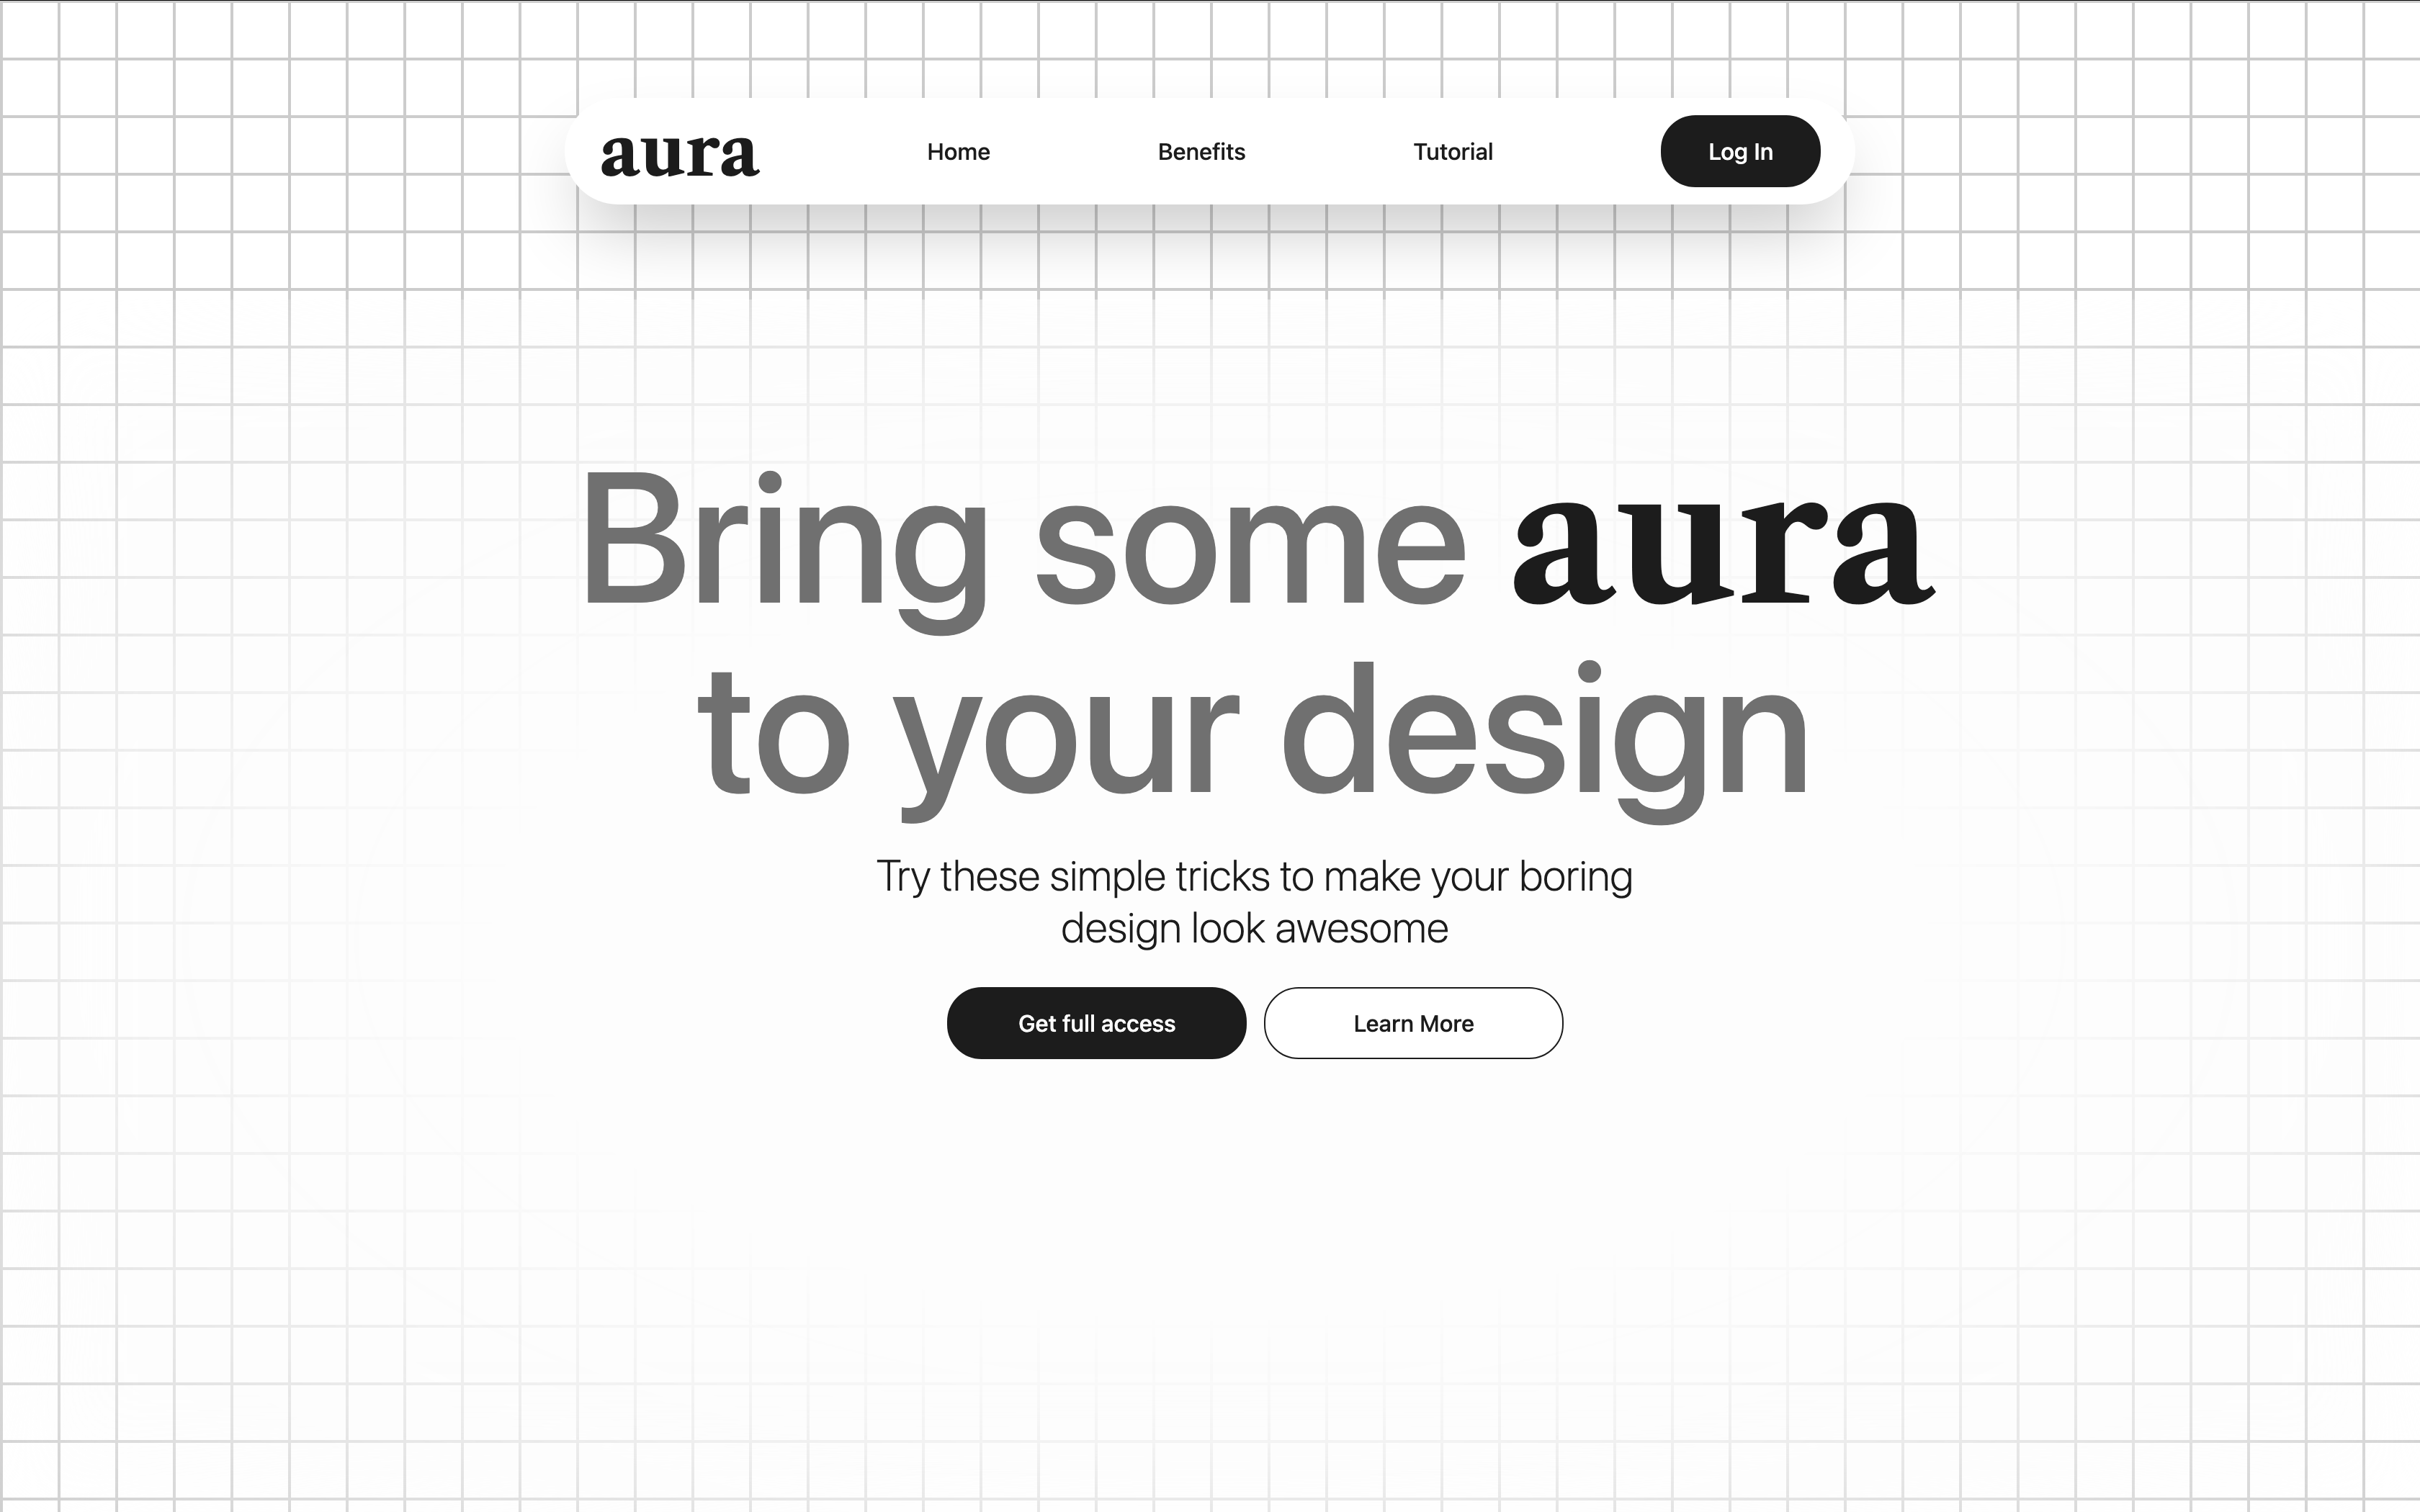 aura
Home
Benefits
Tutorial
Log In
Bring some aura
to your design
Try these simple tricks to make your boring
design look awesome
Get full access
Learn More